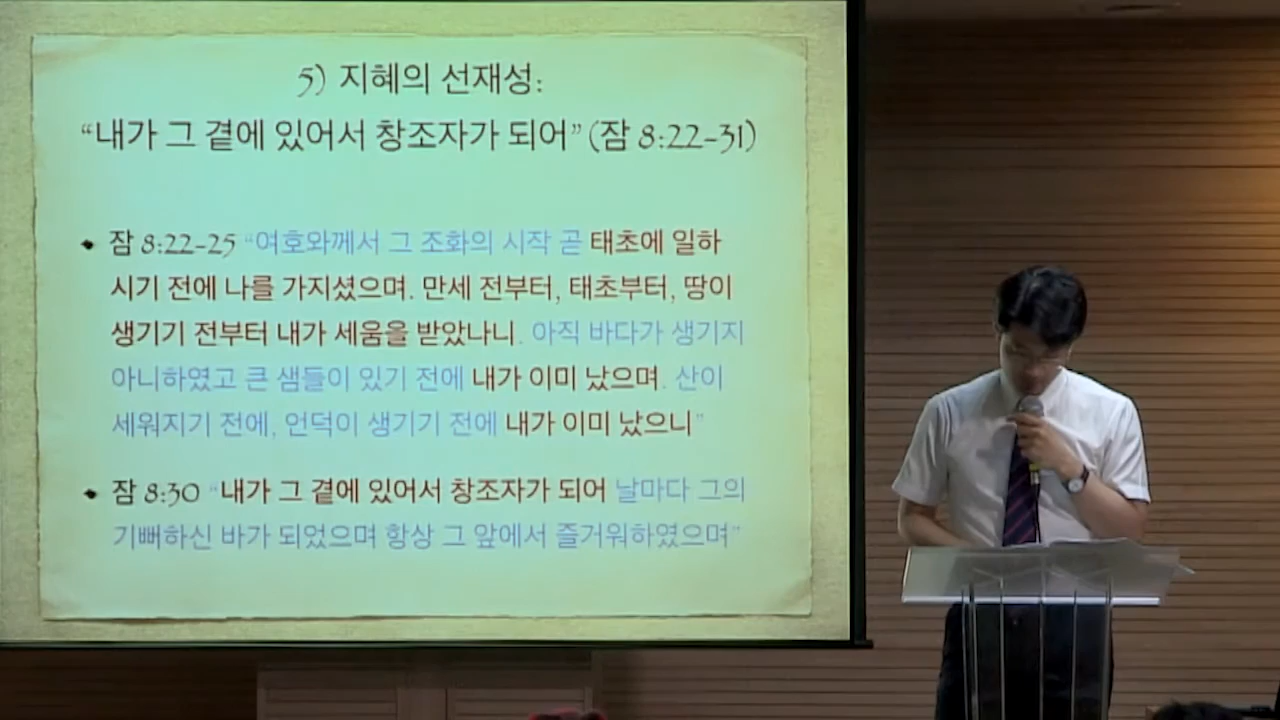 5) 지혜의 선재성:
“내가 그 곁에 있어서 창조자가 되어” (잠 8:22-31)
잠 8:22-25 “여호와께서 그 조화의 시작 곧 태초에 일하
시기 전에 나를 가지셨으며. 만세 전부터, 태초부터, 땅이
생기기 전부터 내가 세움을 받았나니. 아직 바다가 생기지
아니하였고 큰 샘들이 있기 전에 내가 이미 났으며. 산이
세워지기 전에, 언덕이 생기기 전에 내가 이미 났으니”
잠 8:30 “내가 그 곁에 있어서 창조자가 되어 날마다 그의
기뻐하신 바가 되었으며 항상 그 앞에서 즐거워하였으며”